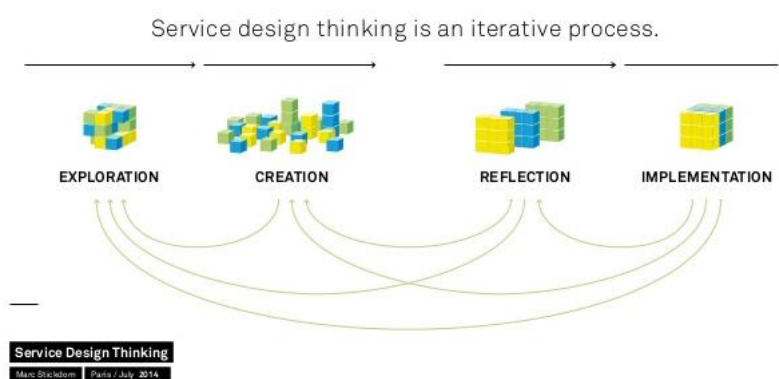 Service design thinking is an iterative process.
EXPLORATION CREATION REFLECTION IMPLEMENTATION
Service Design Thinking
Marc Stickdorn Paris / July 2014